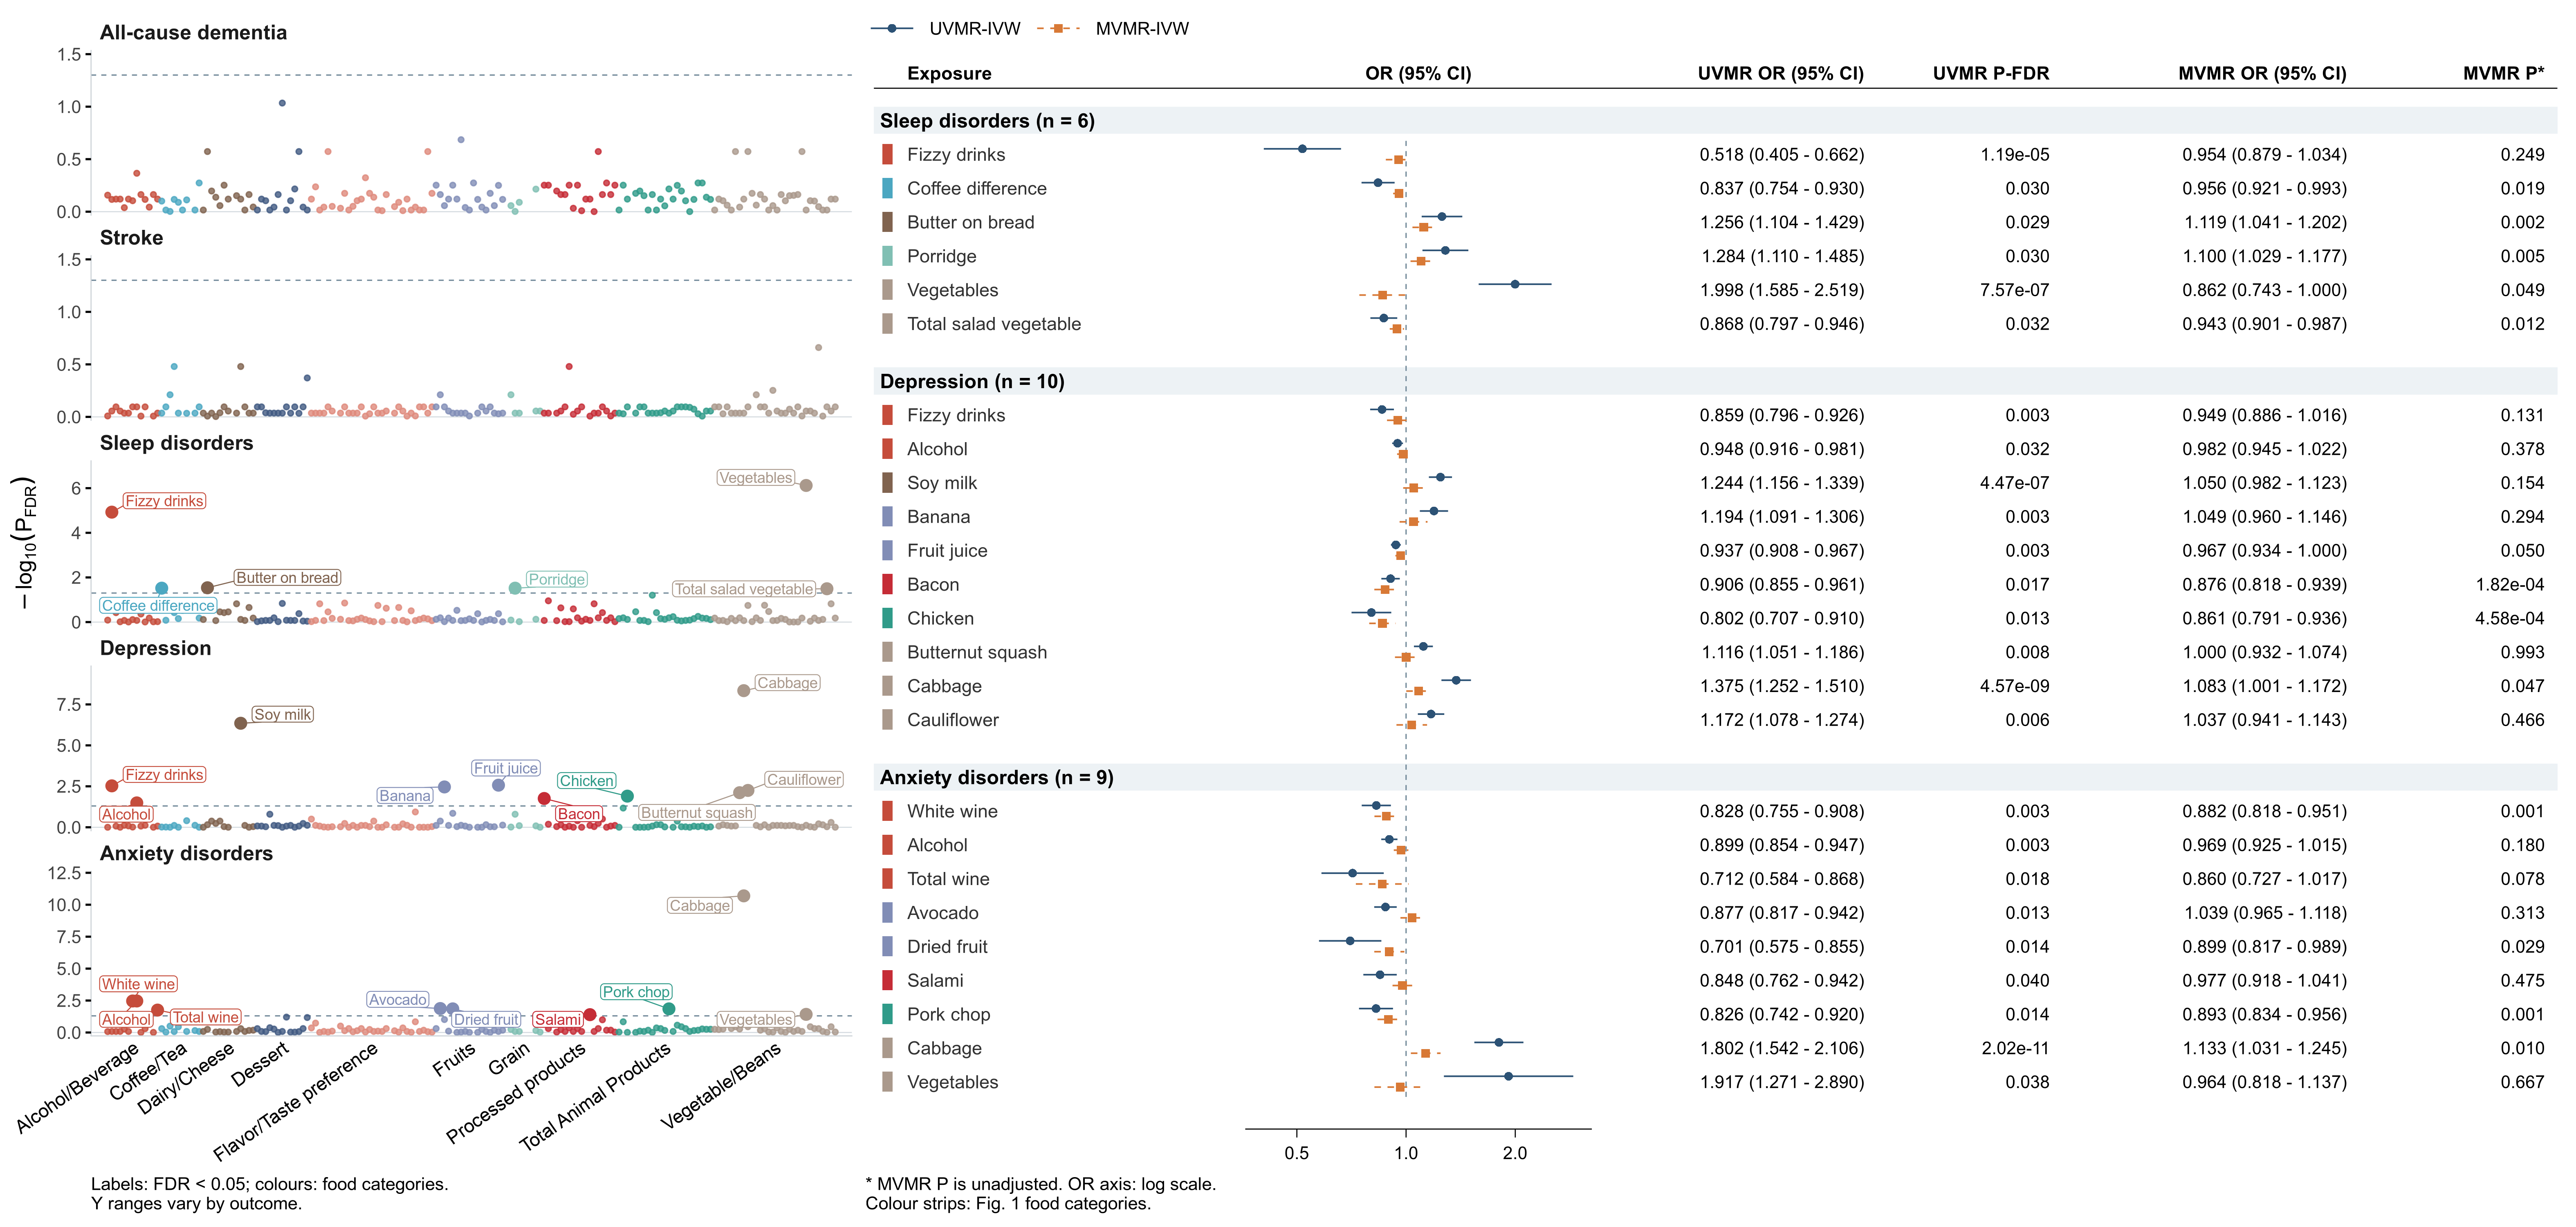 All-cause dementia
1.5
1.0
0.5
0.0
Stroke
1.5
1.0
0.5
0.0
Sleep disorders
6
4
2
0
Fizzy drinks
Vegetables
Butter on bread
Porridge
Total salad vegetable
Coffee difference
Depression
7.5
5.0
2.5
0.0
Cabbage
Soy milk
Fizzy drinks
Fruit juice
Chicken
Cauliflower
Banana
Alcohol
Bacon
Butternut squash
Anxiety disorders
12.5
10.0
7.5
5.0
2.5
0.0
Cabbage
White wine
Pork chop
Avocado
Alcohol
Total wine
Dried fruit
Salami
Vegetables
−log10(PFDR)
Alcohol/Beverage
Coffee/Tea
Dairy/Cheese
Dessert
Flavor/Taste preference
Fruits
Grain
Processed products
Total Animal Products
Vegetable/Beans
Labels: FDR < 0.05; colours: food categories.
Y ranges vary by outcome.
UVMR-IVW MVMR-IVW
Exposure OR (95% CI) UVMR OR (95% CI) UVMR P-FDR MVMR OR (95% CI) MVMR P*
Sleep disorders (n = 6)
Fizzy drinks 0.518 (0.405 - 0.662) 1.19e-05 0.954 (0.879 - 1.034) 0.249
Coffee difference 0.837 (0.754 - 0.930) 0.030 0.956 (0.921 - 0.993) 0.019
Butter on bread 1.256 (1.104 - 1.429) 0.029 1.119 (1.041 - 1.202) 0.002
Porridge 1.284 (1.110 - 1.485) 0.030 1.100 (1.029 - 1.177) 0.005
Vegetables 1.998 (1.585 - 2.519) 7.57e-07 0.862 (0.743 - 1.000) 0.049
Total salad vegetable 0.868 (0.797 - 0.946) 0.032 0.943 (0.901 - 0.987) 0.012
Depression (n = 10)
Fizzy drinks 0.859 (0.796 - 0.926) 0.003 0.949 (0.886 - 1.016) 0.131
Alcohol 0.948 (0.916 - 0.981) 0.032 0.982 (0.945 - 1.022) 0.378
Soy milk 1.244 (1.156 - 1.339) 4.47e-07 1.050 (0.982 - 1.123) 0.154
Banana 1.194 (1.091 - 1.306) 0.003 1.049 (0.960 - 1.146) 0.294
Fruit juice 0.937 (0.908 - 0.967) 0.003 0.967 (0.934 - 1.000) 0.050
Bacon 0.906 (0.855 - 0.961) 0.017 0.876 (0.818 - 0.939) 1.82e-04
Chicken 0.802 (0.707 - 0.910) 0.013 0.861 (0.791 - 0.936) 4.58e-04
Butternut squash 1.116 (1.051 - 1.186) 0.008 1.000 (0.932 - 1.074) 0.993
Cabbage 1.375 (1.252 - 1.510) 4.57e-09 1.083 (1.001 - 1.172) 0.047
Cauliflower 1.172 (1.078 - 1.274) 0.006 1.037 (0.941 - 1.143) 0.466
Anxiety disorders (n = 9)
White wine 0.828 (0.755 - 0.908) 0.003 0.882 (0.818 - 0.951) 0.001
Alcohol 0.899 (0.854 - 0.947) 0.003 0.969 (0.925 - 1.015) 0.180
Total wine 0.712 (0.584 - 0.868) 0.018 0.860 (0.727 - 1.017) 0.078
Avocado 0.877 (0.817 - 0.942) 0.013 1.039 (0.965 - 1.118) 0.313
Dried fruit 0.701 (0.575 - 0.855) 0.014 0.899 (0.817 - 0.989) 0.029
Salami 0.848 (0.762 - 0.942) 0.040 0.977 (0.918 - 1.041) 0.475
Pork chop 0.826 (0.742 - 0.920) 0.014 0.893 (0.834 - 0.956) 0.001
Cabbage 1.802 (1.542 - 2.106) 2.02e-11 1.133 (1.031 - 1.245) 0.010
Vegetables 1.917 (1.271 - 2.890) 0.038 0.964 (0.818 - 1.137) 0.667
0.5 1.0 2.0
* MVMR P is unadjusted. OR axis: log scale.
Colour strips: Fig. 1 food categories.